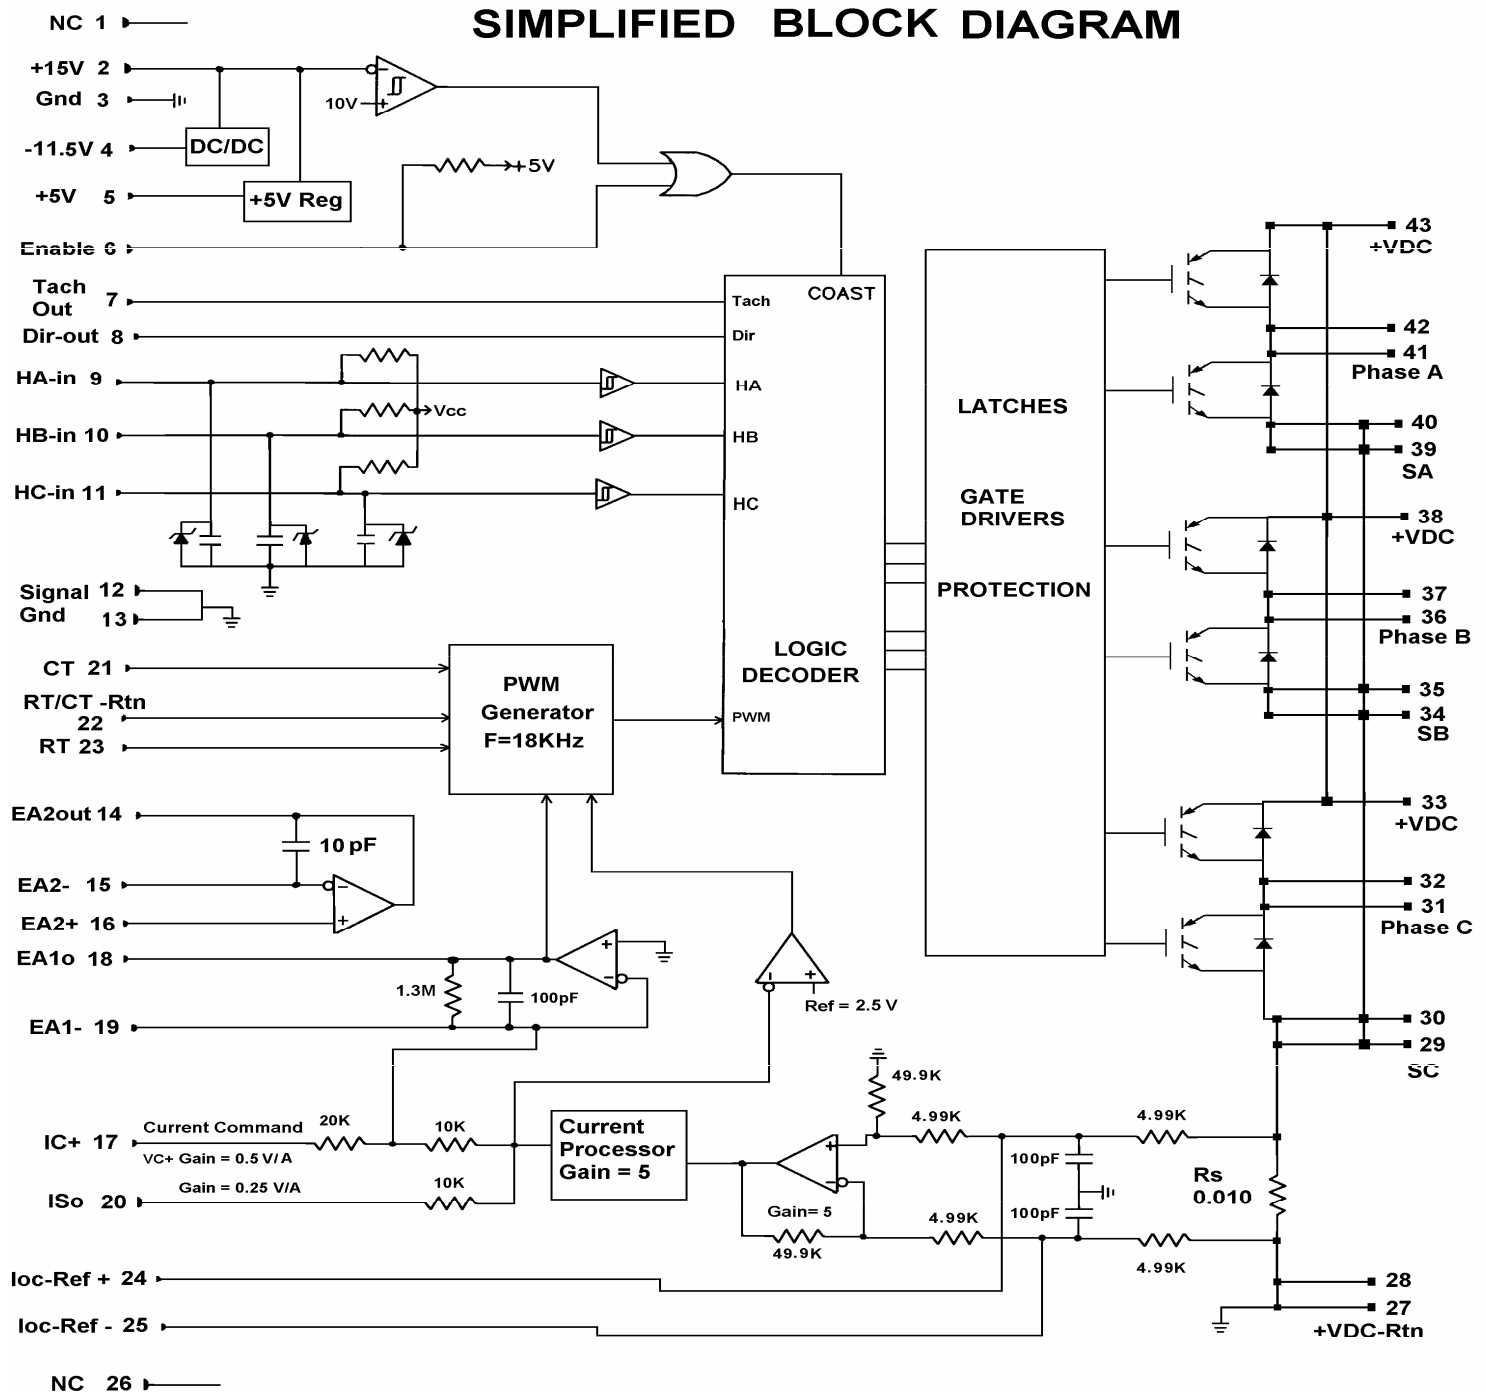 SIMPLIFIED BLOCK DIAGRAM
NC 1
+15V 2
Gnd 3
-11.5V 4
+5V 5
Enable 6
Tach
Out 7
Dir-out 8
HA-in 9
HB-in 10
HC-in 11
Signal 12
Gnd 13
CT 21
RT/CT -Rtn
22
RT 23
EA2out 14
EA2- 15
EA2+ 16
EA1o 18
EA1- 19
IC+ 17
ISo 20
Ioc-Ref + 24
Ioc-Ref - 25
NC 26
DC/DC
+5V Reg
10V
-
+
+5V
Vcc
COAST
Tach
Dir
HA
HB
HC
LOGIC
DECODER
PWM
PWM
Generator
F=18KHz
10 pF
-
+
+
-
1.3M
100pF
-
+
Ref = 2.5 V
Current Command
VC+ Gain = 0.5 V/A
Gain = 0.25 V/A
20K
10K
10K
Current
Processor
Gain = 5
+
-
Gain= 5
49.9K
49.9K
4.99K
4.99K
4.99K
4.99K
100pF
100pF
Rs
0.010
LATCHES
GATE
DRIVERS
PROTECTION
43
+VDC
42
41
Phase A
40
39
SA
38
+VDC
37
36
Phase B
35
34
SB
33
+VDC
32
31
Phase C
30
29
SC
28
27
+VDC-Rtn